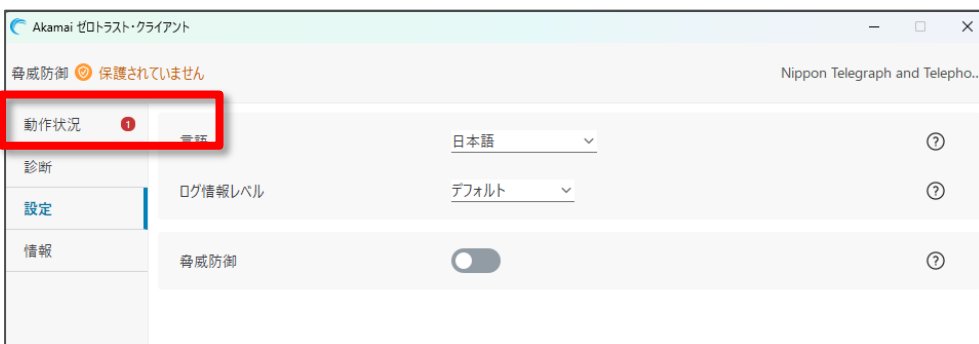 Akamai ゼロトラスト・クライアント
脅威防御 保護されていません
Nippon Telegraph and Telepho...
動作状況 1
診断
設定
情報
言語 日本語
ログ情報レベル デフォルト
脅威防御